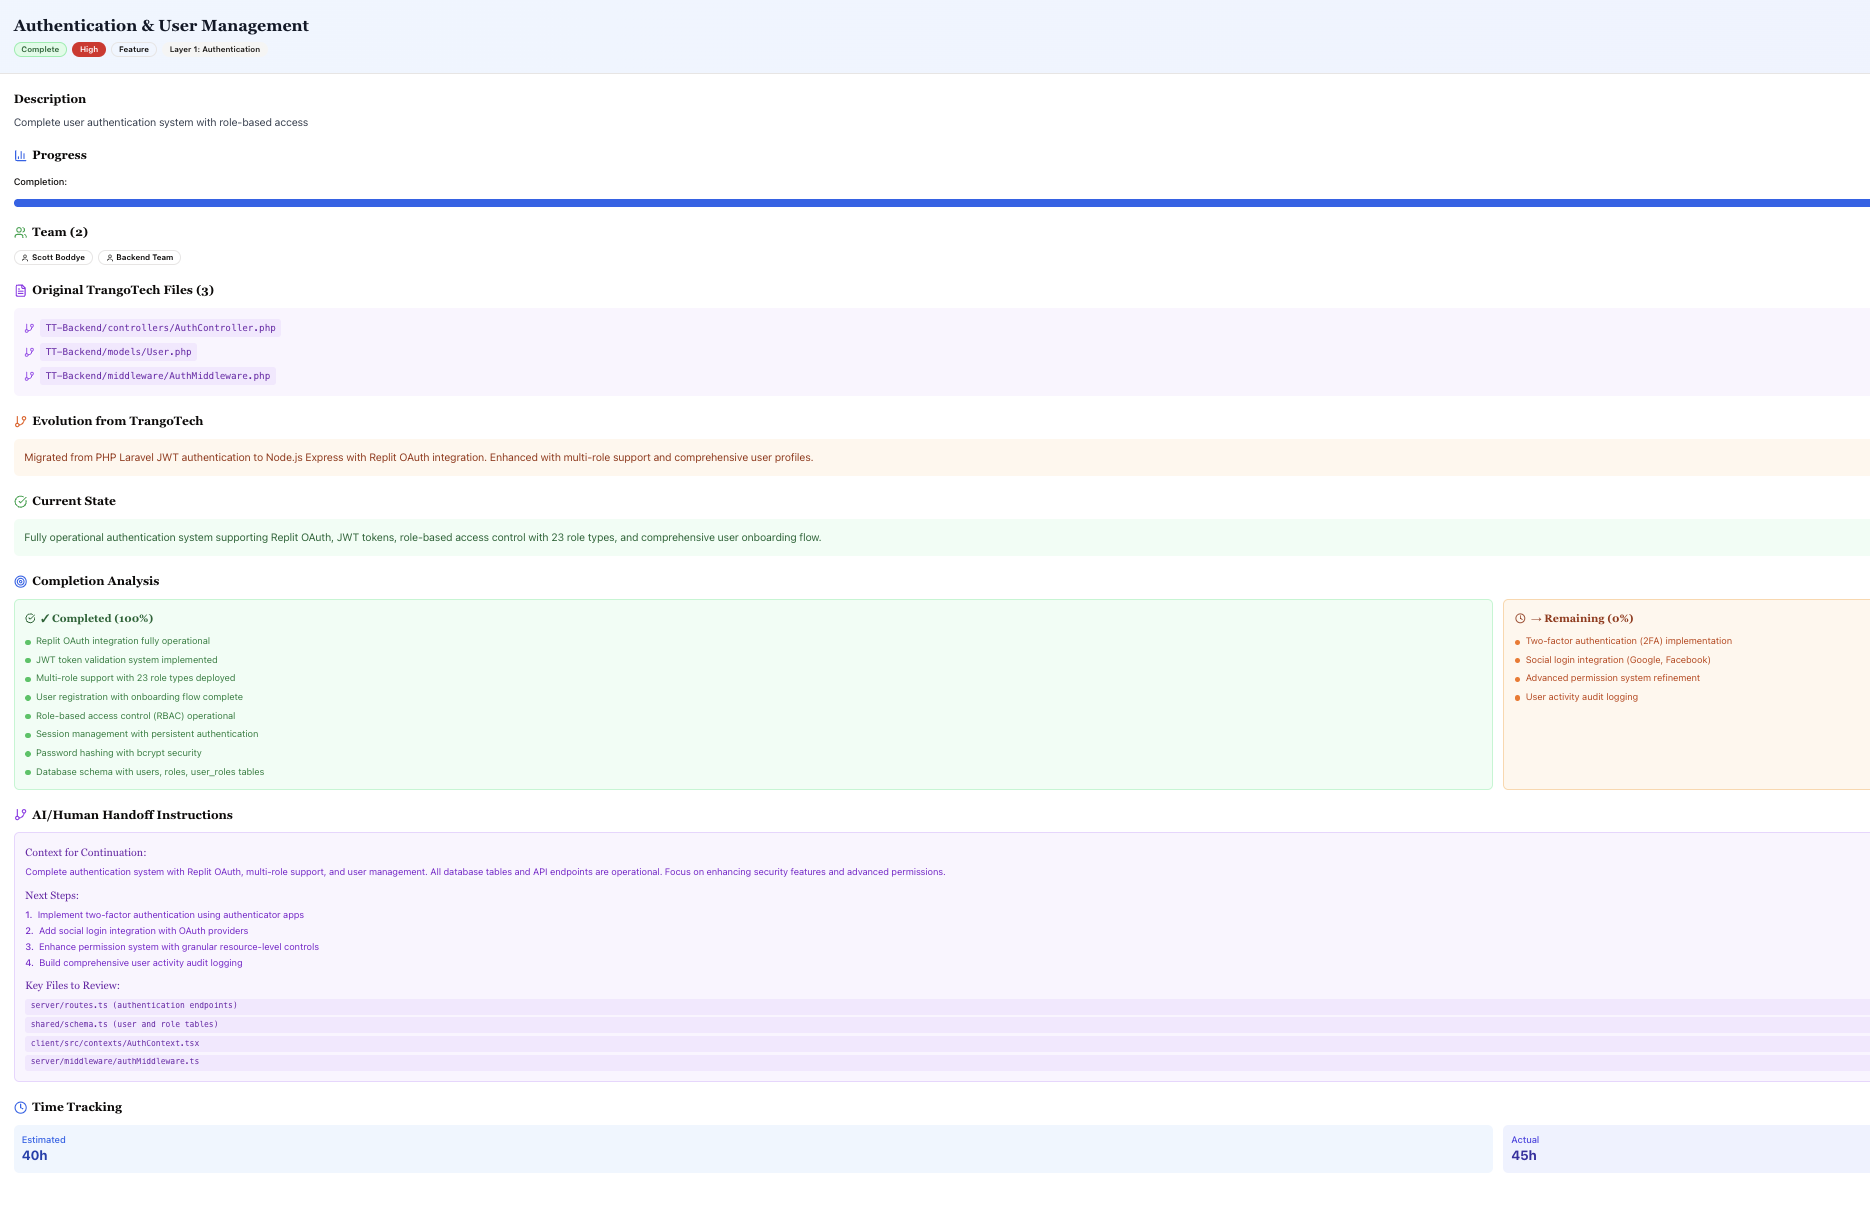 Authentication & User Management
Complete High Feature Layer 1: Authentication
Description
Complete user authentication system with role-based access
Progress
Completion:
Team (2)
Scott Boddye Backend Team
Original TrangoTech Files (3)
TT-Backend/controllers/AuthController.php
TT-Backend/models/User.php
TT-Backend/middleware/AuthMiddleware.php
Evolution from TrangoTech
Migrated from PHP Laravel JWT authentication to Node.js Express with Replit OAuth integration. Enhanced with multi-role support and comprehensive user profiles.
Current State
Fully operational authentication system supporting Replit OAuth, JWT tokens, role-based access control with 23 role types, and comprehensive user onboarding flow.
Completion Analysis
✓ Completed (100%)
Replit OAuth integration fully operational
JWT token validation system implemented
Multi-role support with 23 role types deployed
User registration with onboarding flow complete
Role-based access control (RBAC) operational
Session management with persistent authentication
Password hashing with bcrypt security
Database schema with users, roles, user_roles tables
→ Remaining (0%)
Two-factor authentication (2FA) implementation
Social login integration (Google, Facebook)
Advanced permission system refinement
User activity audit logging
AI/Human Handoff Instructions
Context for Continuation:
Complete authentication system with Replit OAuth, multi-role support, and user management. All database tables and API endpoints are operational. Focus on enhancing security features and advanced permissions.
Next Steps:
1. Implement two-factor authentication using authenticator apps
2. Add social login integration with OAuth providers
3. Enhance permission system with granular resource-level controls
4. Build comprehensive user activity audit logging
Key Files to Review:
server/routes.ts (authentication endpoints)
shared/schema.ts (user and role tables)
client/src/contexts/AuthContext.tsx
server/middleware/authMiddleware.ts
Time Tracking
Estimated
40h
Actual
45h